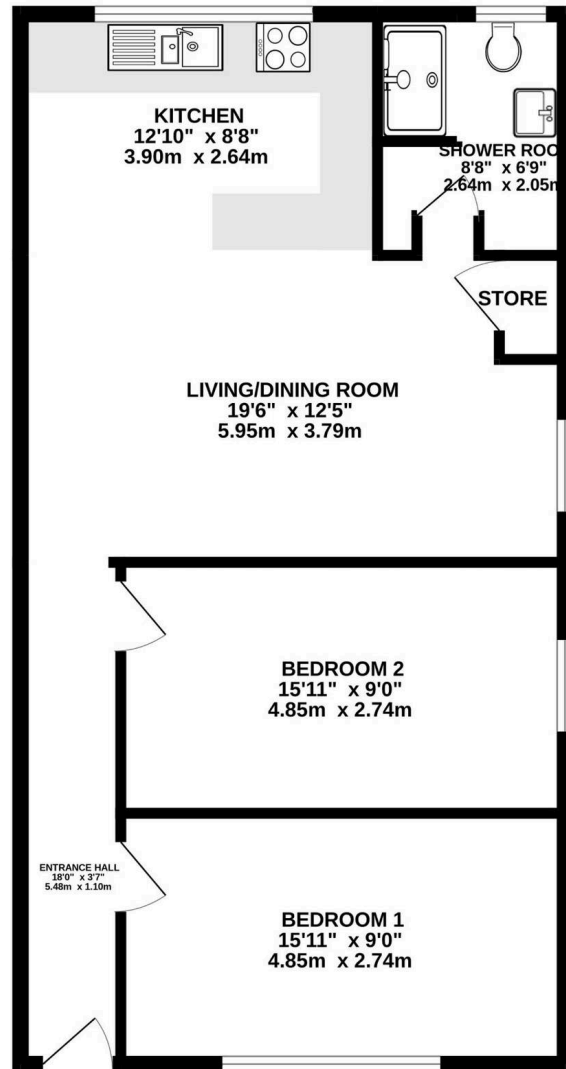 KITCHEN
12'10" x 8'8"
3.90m x 2.64m
SHOWER ROO
8'8" x 6'9"
2.64m x 2.05m
STORE
LIVING/DINING ROOM
19'6" x 12'5"
5.95m x 3.79m
BEDROOM 2
15'11" x 9'0"
4.85m x 2.74m
ENTRANCE HALL
18'0" x 3'7"
5.48m x 1.10m
BEDROOM 1
15'11" x 9'0"
4.85m x 2.74m